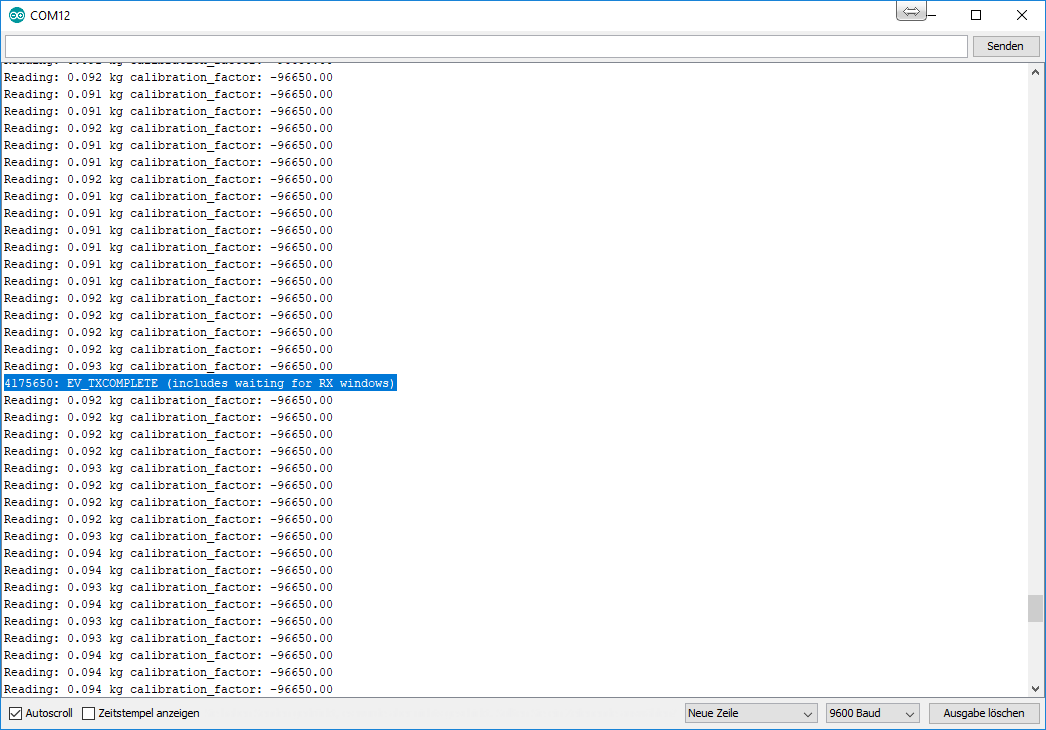 COM12
Senden
Reading: 0.092 kg calibration_factor: -96650.00
Reading: 0.091 kg calibration_factor: -96650.00
Reading: 0.091 kg calibration_factor: -96650.00
Reading: 0.092 kg calibration_factor: -96650.00
Reading: 0.091 kg calibration_factor: -96650.00
Reading: 0.091 kg calibration_factor: -96650.00
Reading: 0.092 kg calibration_factor: -96650.00
Reading: 0.091 kg calibration_factor: -96650.00
Reading: 0.091 kg calibration_factor: -96650.00
Reading: 0.091 kg calibration_factor: -96650.00
Reading: 0.091 kg calibration_factor: -96650.00
Reading: 0.091 kg calibration_factor: -96650.00
Reading: 0.091 kg calibration_factor: -96650.00
Reading: 0.092 kg calibration_factor: -96650.00
Reading: 0.092 kg calibration_factor: -96650.00
Reading: 0.092 kg calibration_factor: -96650.00
Reading: 0.092 kg calibration_factor: -96650.00
Reading: 0.093 kg calibration_factor: -96650.00
4175650: EV_TXCOMPLETE (includes waiting for RX windows)
Reading: 0.092 kg calibration_factor: -96650.00
Reading: 0.092 kg calibration_factor: -96650.00
Reading: 0.092 kg calibration_factor: -96650.00
Reading: 0.092 kg calibration_factor: -96650.00
Reading: 0.093 kg calibration_factor: -96650.00
Reading: 0.092 kg calibration_factor: -96650.00
Reading: 0.092 kg calibration_factor: -96650.00
Reading: 0.092 kg calibration_factor: -96650.00
Reading: 0.093 kg calibration_factor: -96650.00
Reading: 0.094 kg calibration_factor: -96650.00
Reading: 0.094 kg calibration_factor: -96650.00
Reading: 0.093 kg calibration_factor: -96650.00
Reading: 0.094 kg calibration_factor: -96650.00
Reading: 0.093 kg calibration_factor: -96650.00
Reading: 0.093 kg calibration_factor: -96650.00
Reading: 0.094 kg calibration_factor: -96650.00
Reading: 0.094 kg calibration_factor: -96650.00
Reading: 0.094 kg calibration_factor: -96650.00
Autoscroll Zeitstempel anzeigen Neue Zeile 9600 Baud Ausgabe löschen